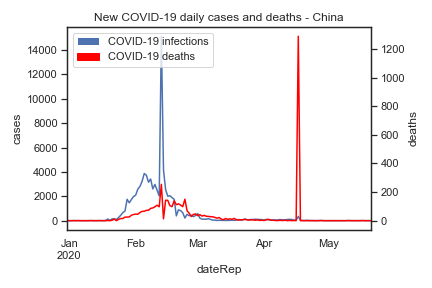 New COVID-19 daily cases and deaths - China
COVID-19 infections
COVID-19 deaths
14000
12000
10000
8000
6000
4000
2000
0
cases
1200
1000
800
600
400
200
0
deaths
Jan Feb Mar Apr May
2020
dateRep